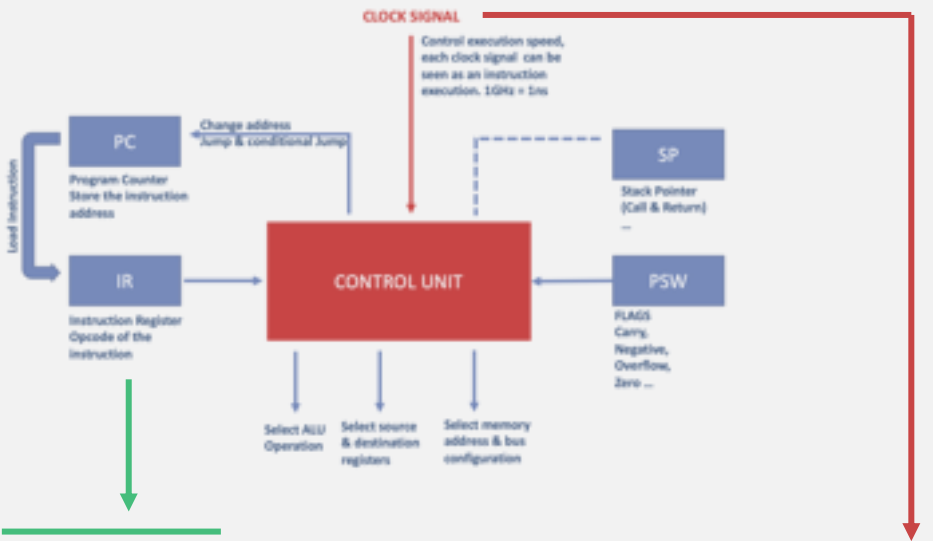 CLOCK SIGNAL
Control execution speed,
each clock signal can be
seen as an instruction
execution. 1GHz = 1ns
Change address
Jump & conditional Jump
PC
Program Counter
Store the instruction
address
Load Instruction
SP
Stack Pointer
(Call & Return)
...
IR
Instruction Register
Opcode of the
instruction
CONTROL UNIT
PSW
FLAGS
Carry,
Negative,
Overflow,
Zero ...
Select ALU
Operation
Select source
& destination
registers
Select memory
address & bus
configuration